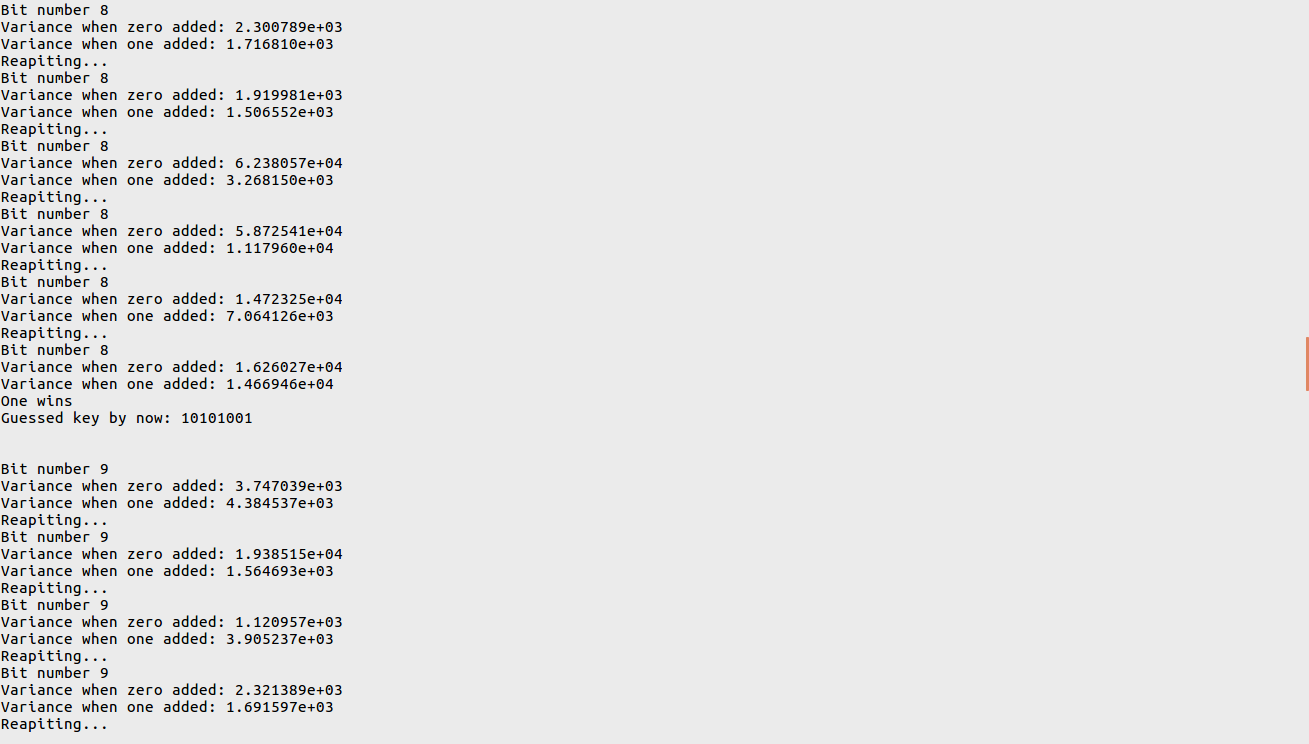 Bit number 8
Variance when zero added: 2.300789e+03
Variance when one added: 1.716810e+03
Reapiting...
Bit number 8
Variance when zero added: 1.919981e+03
Variance when one added: 1.506552e+03
Reapiting...
Bit number 8
Variance when zero added: 6.238057e+04
Variance when one added: 3.268150e+03
Reapiting...
Bit number 8
Variance when zero added: 5.872541e+04
Variance when one added: 1.117960e+04
Reapiting...
Bit number 8
Variance when zero added: 1.472325e+04
Variance when one added: 7.064126e+03
Reapiting...
Bit number 8
Variance when zero added: 1.626027e+04
Variance when one added: 1.466946e+04
One wins
Guessed key by now: 10101001
Bit number 9
Variance when zero added: 3.747039e+03
Variance when one added: 4.384537e+03
Reapiting...
Bit number 9
Variance when zero added: 1.938515e+04
Variance when one added: 1.564693e+03
Reapiting...
Bit number 9
Variance when zero added: 1.120957e+03
Variance when one added: 3.905237e+03
Reapiting...
Bit number 9
Variance when zero added: 2.321389e+03
Variance when one added: 1.691597e+03
Reapiting...